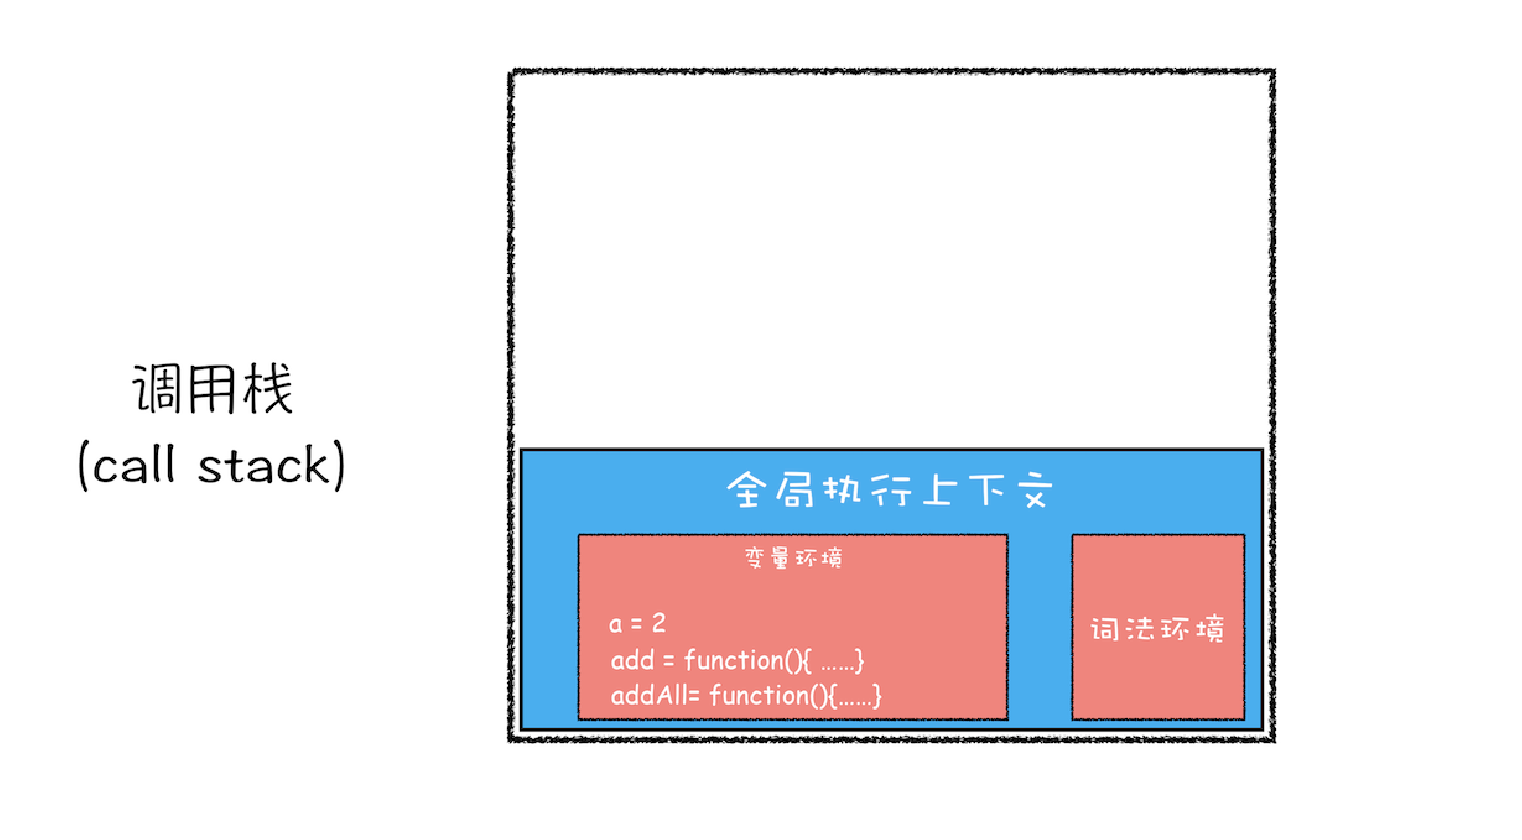 调用栈
(call stack)
全局执行上下文
变量环境
a = 2
add = function(){ ......}
addAll= function(){......}
词法环境